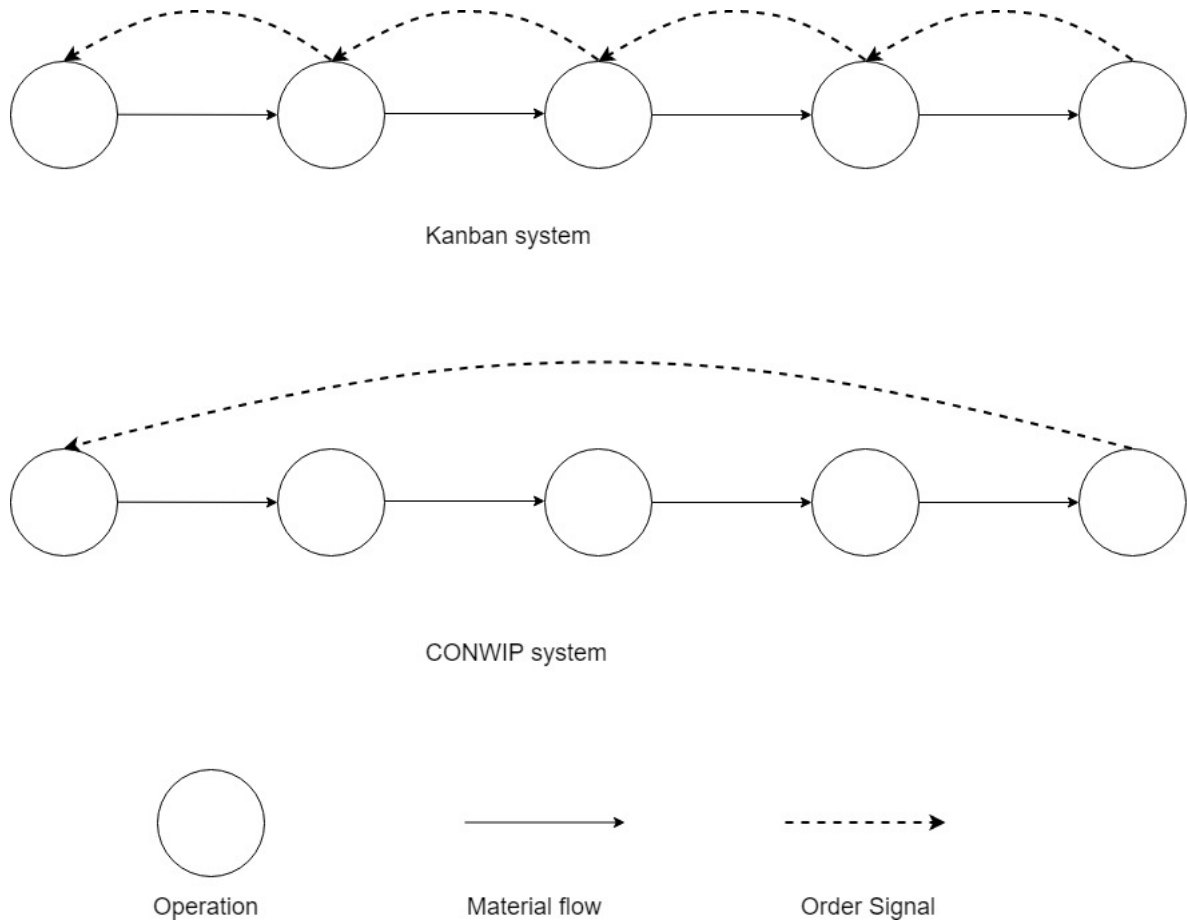 Kanban system
CONWIP system
Operation
Material flow
Order Signal